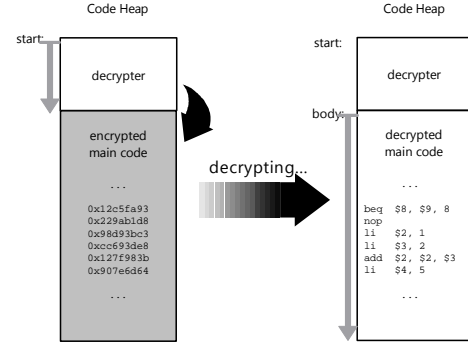 Code Heap
start:
decrypter
encrypted
main code
...
0x12c5fa93
0x229ab1d8
0x98d93bc3
0xcc693de8
0x127f983b
0x907e6d64
...
decrypting...
Code Heap
start:
decrypter
body:
decrypted
main code
...
beq $8, $9, 8
nop
li $2, 1
li $3, 2
add $2, $2, $3
li $4, 5
...